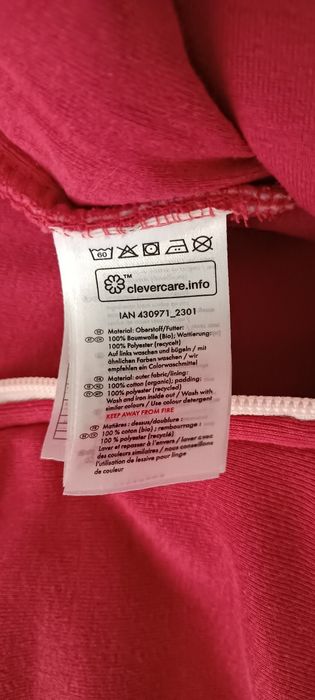 60
clevercare.info™
IAN 430971_2301
Material: Oberstoff/Futter:
100% Baumwolle (Bio); Wattierung:
100% Polyester (recycelt)
Auf links waschen und bügeln / mit
ähnlichen Farben waschen / wir
empfehlen ein Colorwaschmittel
Material: outer fabric/lining:
100% cotton (organic); padding:
100% polyester (recycled)
Wash and iron inside out / Wash with
similar colours / Use colour detergent
KEEP AWAY FROM FIRE
Matières : dessus/doublure :
100 % coton (bio) ; rembourrage :
100 % polyester (recyclé)
Laver et repasser à l'envers / laver avec
des couleurs similaires / nous conseillons
l'utilisation de lessive pour linge
de couleur